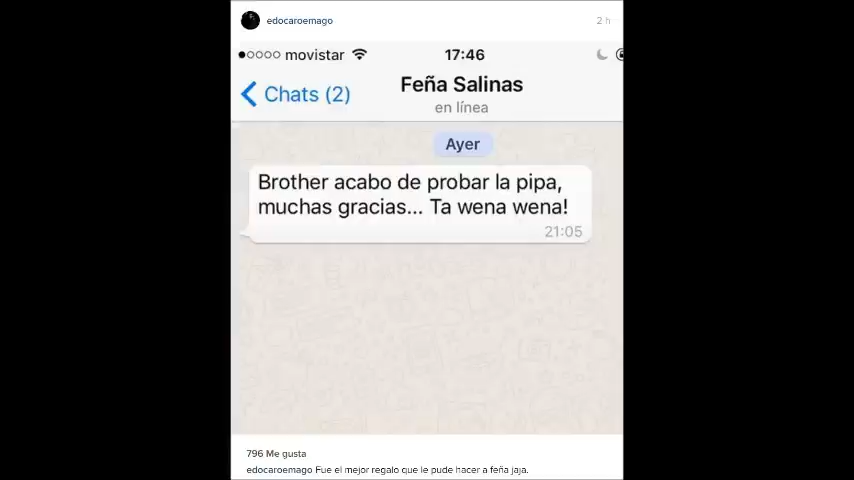 edocaroemago 2 h
movistar 17:46
Chats (2) Feña Salinas
en línea
Ayer
Brother acabo de probar la pipa,
muchas gracias... Ta wena wena!
21:05
796 Me gusta
edocaroemago Fue el mejor regalo que le pude hacer a feña jaja.